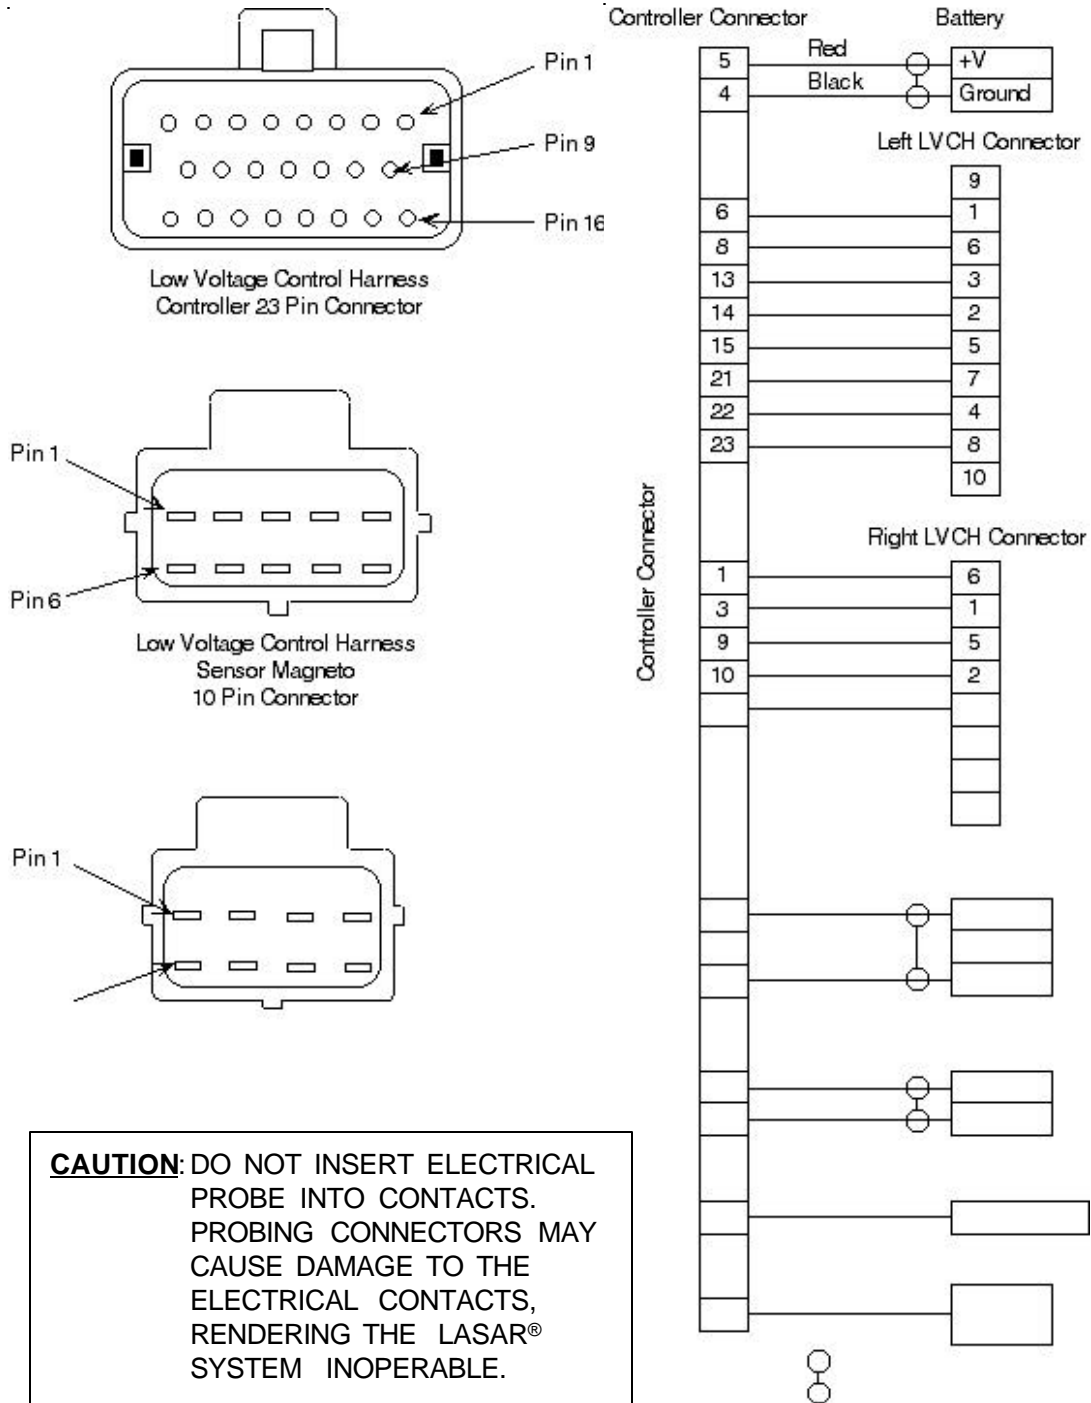 Pin 1
Pin 9
Pin 16
Low Voltage Control Harness
Controller 23 Pin Connector
Pin 1
Pin 6
Low Voltage Control Harness
Sensor Magneto
10 Pin Connector
Pin 1
CAUTION: DO NOT INSERT ELECTRICAL
PROBE INTO CONTACTS.
PROBING CONNECTORS MAY
CAUSE DAMAGE TO THE
ELECTRICAL CONTACTS,
RENDERING THE LASAR®
SYSTEM INOPERABLE.
Controller Connector Battery
5 Red +V
4 Black Ground
Left LVCH Connector
9
6 1
8 6
13 3
14 2
15 5
21 7
22 4
23 8
10
Controller Connector
Right LVCH Connector
1 6
3 1
9 5
10 2